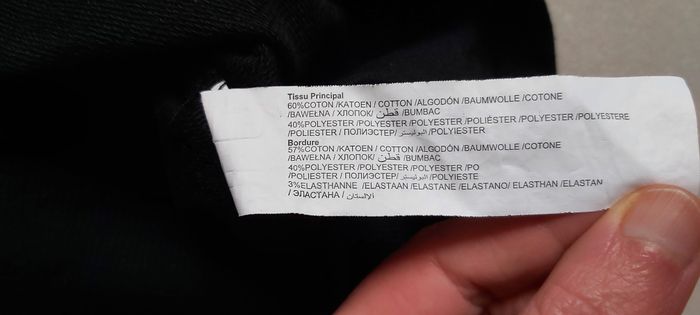 Tissu Principal
60%COTON /KATOEN / COTTON /ALGODÓN /BAUMWOLLE /COTONE
/BAWEŁNA / ХЛОПОК/ قطن /BUMBAC
40%POLYESTER /POLYESTER /POLYESTER /POLIÉSTER /POLYESTER /POLYESTERE
/POLIESTER / ПОЛИЭСТЕР/ البوليستر /POLYIESTER
Bordure
57%COTON /KATOEN / COTTON /ALGODÓN /BAUMWOLLE /COTONE
/BAWEŁNA / ХЛОПОК/ قطن /BUMBAC
40%POLYESTER /POLYESTER /POLYESTER /PO
/POLIESTER / ПОЛИЭСТЕР/ البوليستر /POLYIESTE
3%ELASTHANNE /ELASTAAN /ELASTANE /ELASTANO/ ELASTHAN /ELASTAN
/ ЭЛАСТАНА / الالستان